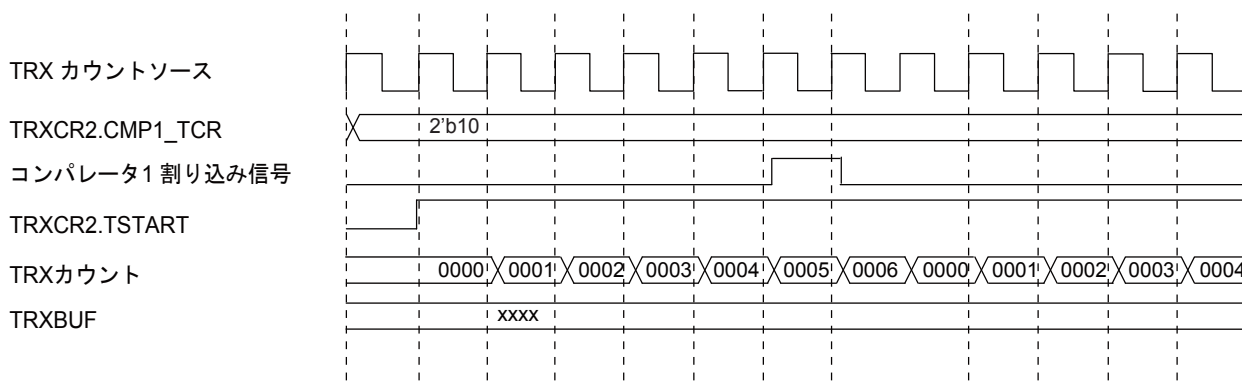 TRX カウントソース
TRXCR2.CMP1_TCR
2'b10
コンパレータ1 割り込み信号
TRXCR2.TSTART
TRXカウント
0000 0001 0002 0003 0004 0005 0006 0000 0001 0002 0003 0004
TRXBUF
xxxx